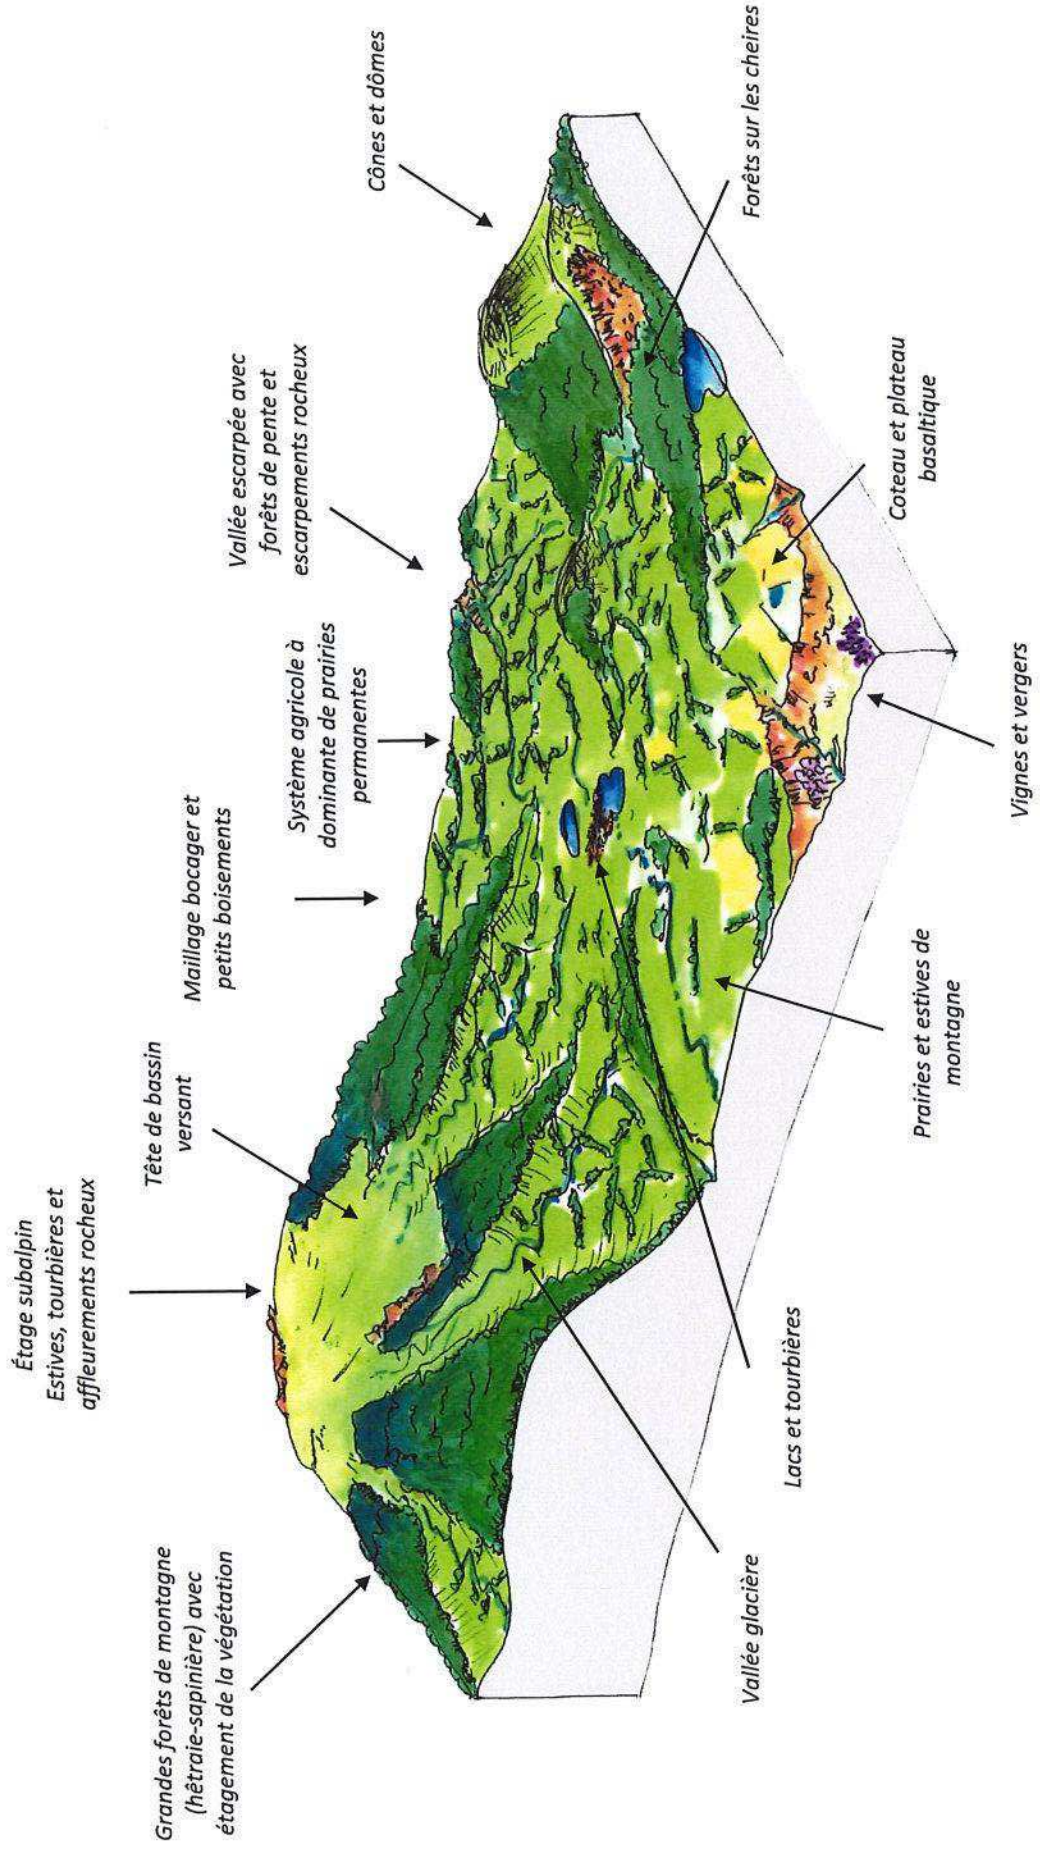 Grandes forêts de montagne
(hêtraie-sapinière) avec
étagement de la végétation
Étage subalpin
Estives, tourbières et
affleurements rocheux
Tête de bassin
versant
Maillage bocager et
petits boisements
Système agricole à
dominante de prairies
permanentes
Vallée escarpée avec
forêts de pente et
escarpements rocheux
Cônes et dômes
Vallée glacière
Lacs et tourbières
Prairies et estives de
montagne
Vignes et vergers
Coteau et plateau
basaltique
Forêts sur les cheires